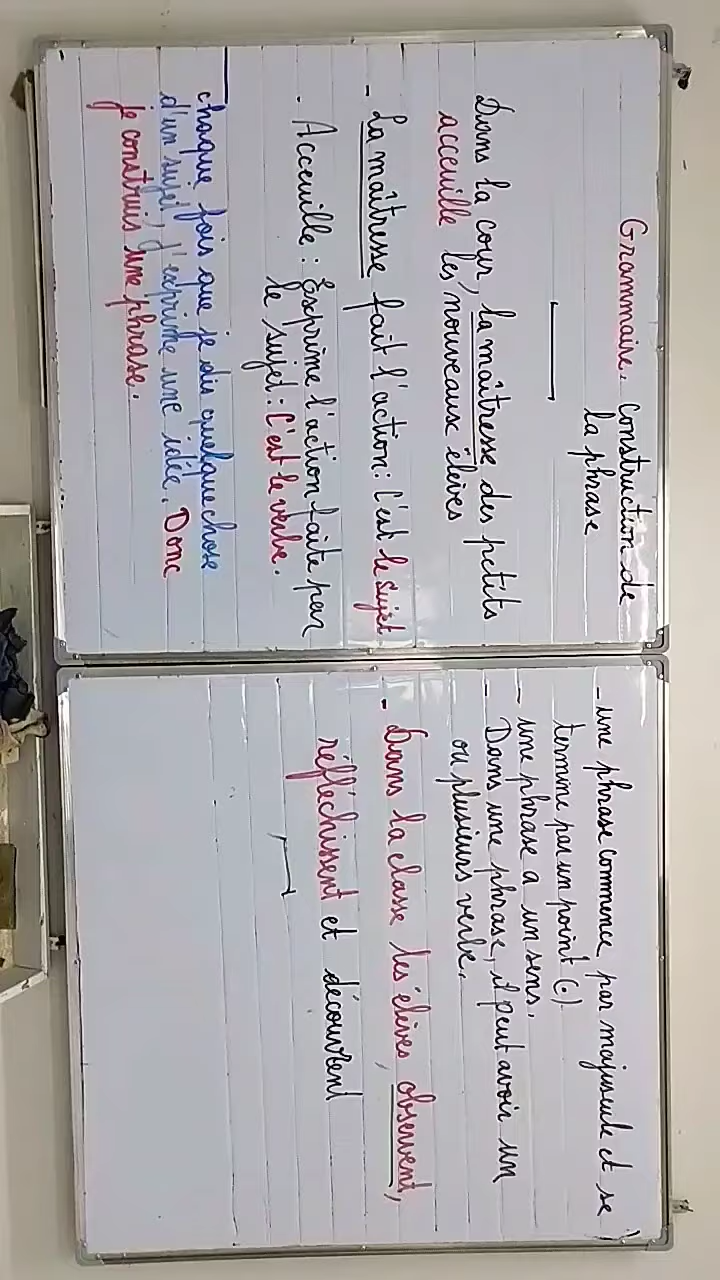 Grammaire. Construction de
la phrase
Dans la cour, la maîtresse des petits
acceuille les nouveaux élèves
- La maîtresse fait l'action: C'est le sujet
. Acceuille : Exprime l'action faite par
le sujet : C'est le verbe.
chaque fois que je dis quelque chose
d'un sujet, j'exprime une idée. Donc
je construis une phrase.
- une phrase commence par majuscule et se
termine par un point (.)
- une phrase a un sens.
- Dans une phrase, il peut avoir un
ou plusieurs verbe.
- Dans la classe les élèves, observent,
réfléchissent et découvrent